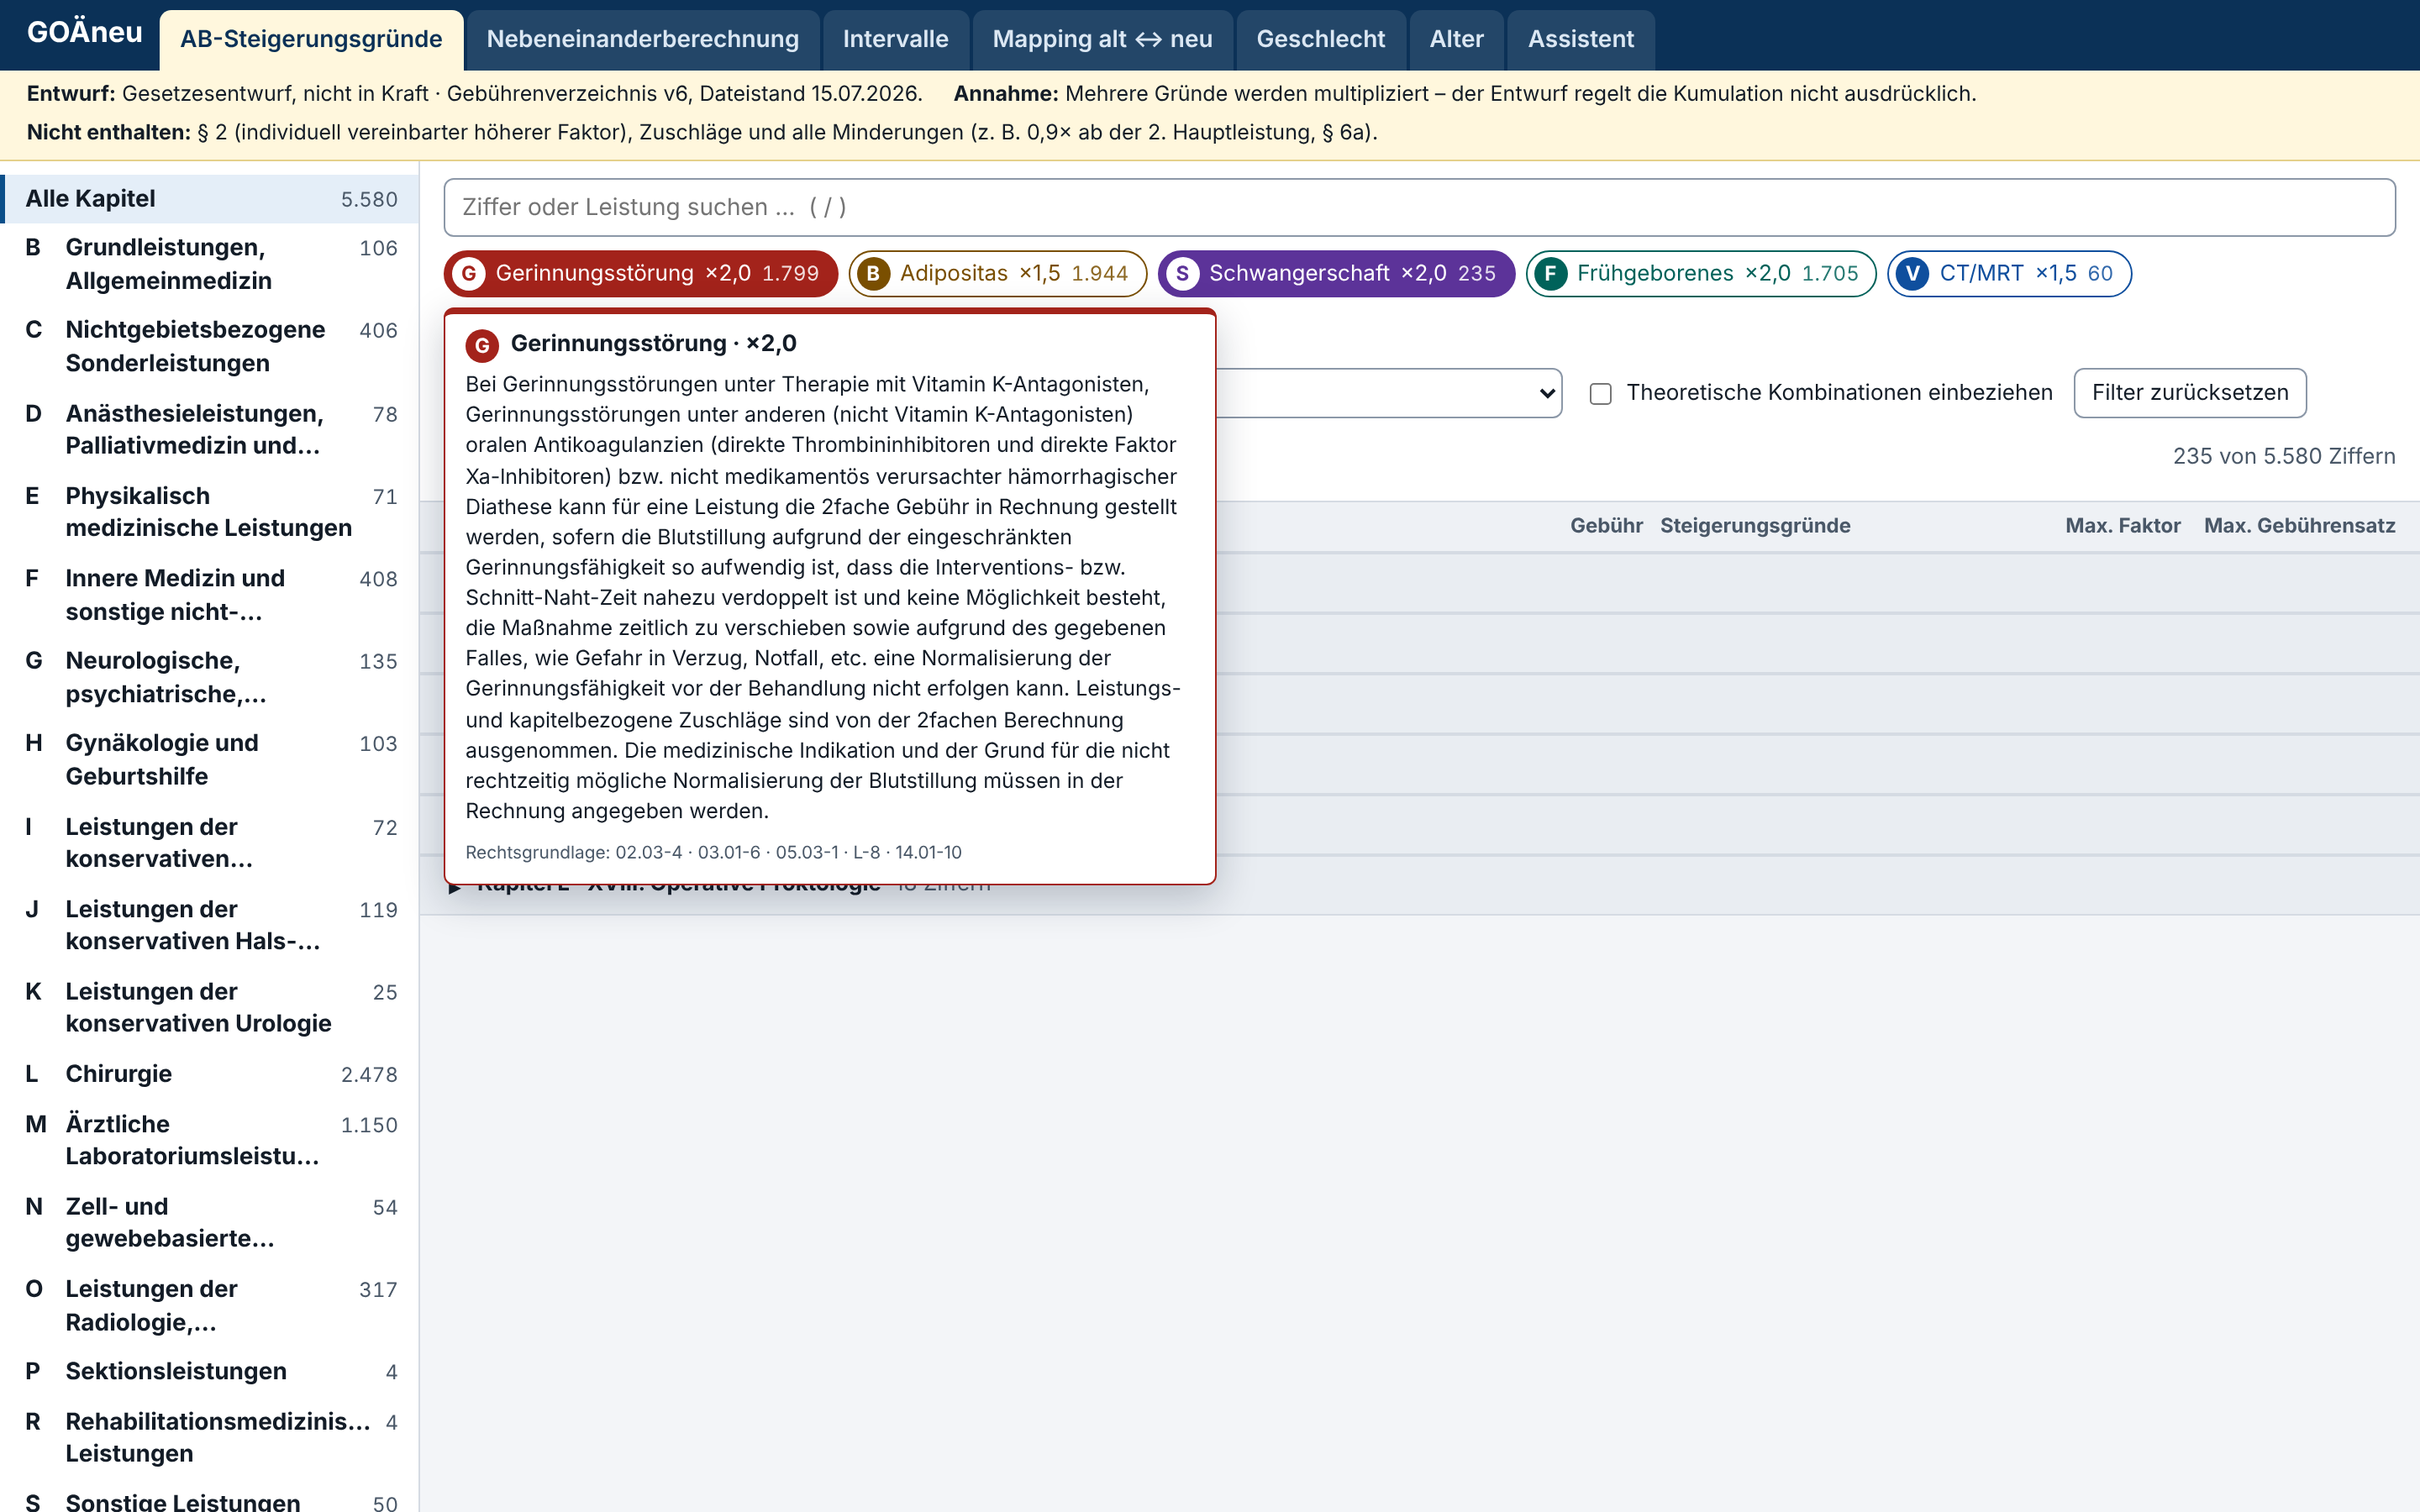 GOÄneu
AB-Steigerungsgründe
Nebeneinanderberechnung
Intervalle
Mapping alt ↔ neu
Geschlecht
Alter
Assistent
Entwurf: Gesetzesentwurf, nicht in Kraft · Gebührenverzeichnis v6, Dateistand 15.07.2026. Annahme: Mehrere Gründe werden multipliziert – der Entwurf regelt die Kumulation nicht ausdrücklich.
Nicht enthalten: § 2 (individuell vereinbarter höherer Faktor), Zuschläge und alle Minderungen (z. B. 0,9× ab der 2. Hauptleistung, § 6a).
Alle Kapitel 5.580
B Grundleistungen, 106
Allgemeinmedizin
C Nichtgebietsbezogene 406
Sonderleistungen
D Anästhesieleistungen, 78
Palliativmedizin und…
E Physikalisch 71
medizinische Leistungen
F Innere Medizin und 408
sonstige nicht-…
G Neurologische, 135
psychiatrische,…
H Gynäkologie und 103
Geburtshilfe
I Leistungen der 72
konservativen…
J Leistungen der 119
konservativen Hals-…
K Leistungen der 25
konservativen Urologie
L Chirurgie 2.478
M Ärztliche 1.150
Laboratoriumsleistu…
N Zell- und 54
gewebebasierte…
O Leistungen der 317
Radiologie,…
P Sektionsleistungen 4
R Rehabilitationsmedizinis… 4
Leistungen
S Sonstige Leistungen 50
Ziffer oder Leistung suchen … ( / )
G Gerinnungsstörung ×2,0 1.799
B Adipositas ×1,5 1.944
S Schwangerschaft ×2,0 235
F Frühgeborenes ×2,0 1.705
V CT/MRT ×1,5 60
G Gerinnungsstörung · ×2,0
Bei Gerinnungsstörungen unter Therapie mit Vitamin K-Antagonisten,
Gerinnungsstörungen unter anderen (nicht Vitamin K-Antagonisten)
oralen Antikoagulanzien (direkte Thrombininhibitoren und direkte Faktor
Xa-Inhibitoren) bzw. nicht medikamentös verursachter hämorrhagischer
Diathese kann für eine Leistung die 2fache Gebühr in Rechnung gestellt
werden, sofern die Blutstillung aufgrund der eingeschränkten
Gerinnungsfähigkeit so aufwendig ist, dass die Interventions- bzw.
Schnitt-Naht-Zeit nahezu verdoppelt ist und keine Möglichkeit besteht,
die Maßnahme zeitlich zu verschieben sowie aufgrund des gegebenen
Falles, wie Gefahr in Verzug, Notfall, etc. eine Normalisierung der
Gerinnungsfähigkeit vor der Behandlung nicht erfolgen kann. Leistungs-
und kapitelbezogene Zuschläge sind von der 2fachen Berechnung
ausgenommen. Die medizinische Indikation und der Grund für die nicht
rechtzeitig mögliche Normalisierung der Blutstillung müssen in der
Rechnung angegeben werden.
Rechtsgrundlage: 02.03-4 · 03.01-6 · 05.03-1 · L-8 · 14.01-10
Theoretische Kombinationen einbeziehen
Filter zurücksetzen
235 von 5.580 Ziffern
Gebühr Steigerungsgründe Max. Faktor Max. Gebührensatz
Kapitel L XVIII. Operative Proktologie 18 Ziffern